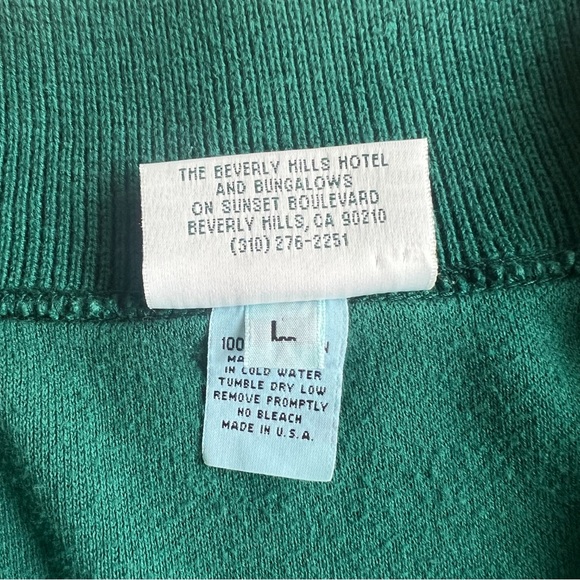 THE BEVERLY HILLS HOTEL
AND BUNGALOWS
ON SUNSET BOULEVARD
BEVERLY HILLS, CA 90210
(310) 276-2251
L
100
IN COLD WATER
TUMBLE DRY LOW
REMOVE PROMPTLY
NO BLEACH
MADE IN U.S.A.